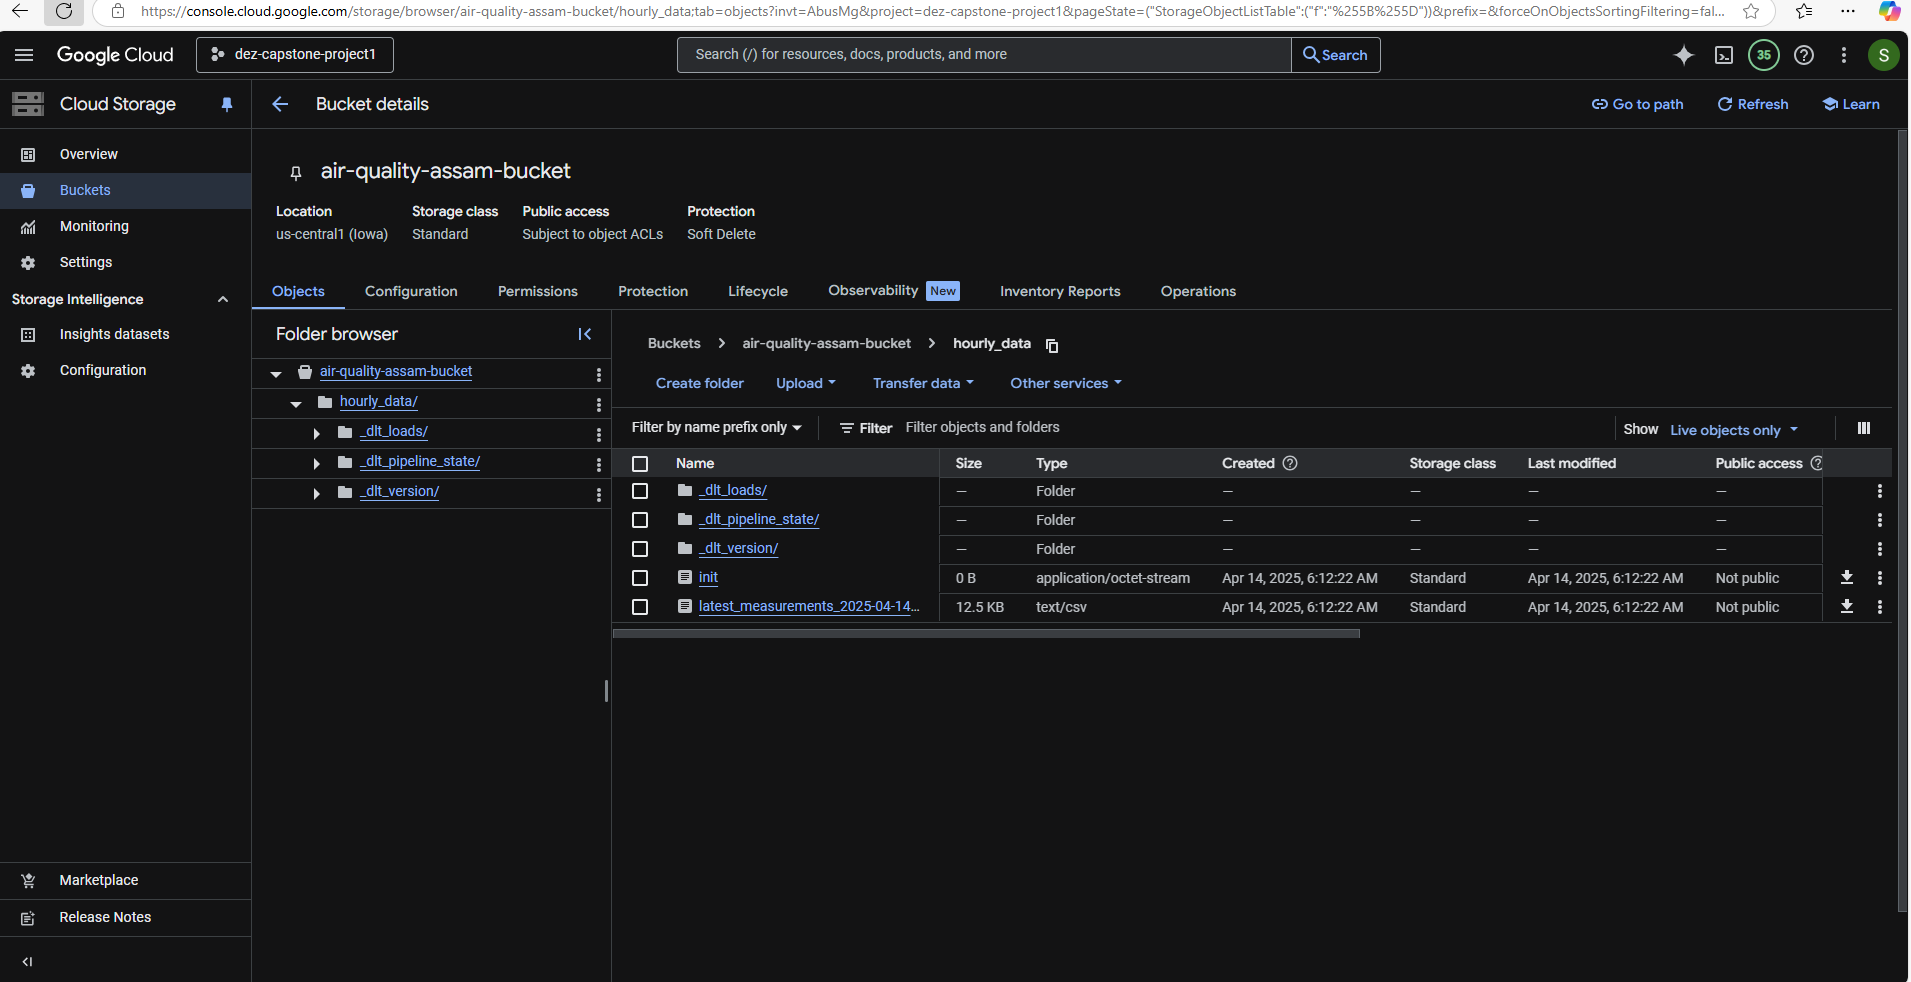 https://console.cloud.google.com/storage/browser/air-quality-assam-bucket/hourly_data;tab=objects?invt=AbusMg&project=dez-capstone-project1&pageState=("StorageObjectListTable":("f":"%255B%255D"))&prefix=&forceOnObjectsSortingFiltering=fal...
Google Cloud
dez-capstone-project1
Search (/) for resources, docs, products, and more
Search
35
S
Cloud Storage
Bucket details
Go to path
Refresh
Learn
Overview
Buckets
Monitoring
Settings
Storage Intelligence
Insights datasets
Configuration
Marketplace
Release Notes
air-quality-assam-bucket
Location Storage class Public access Protection
us-central1 (Iowa) Standard Subject to object ACLs Soft Delete
Objects Configuration Permissions Protection Lifecycle Observability New Inventory Reports Operations
Folder browser
air-quality-assam-bucket
hourly_data/
_dlt_loads/
_dlt_pipeline_state/
_dlt_version/
Buckets > air-quality-assam-bucket > hourly_data
Create folder Upload Transfer data Other services
Filter by name prefix only Filter Filter objects and folders Show Live objects only
Name Size Type Created Storage class Last modified Public access
_dlt_loads/ — Folder — — — —
_dlt_pipeline_state/ — Folder — — — —
_dlt_version/ — Folder — — — —
init 0 B application/octet-stream Apr 14, 2025, 6:12:22 AM Standard Apr 14, 2025, 6:12:22 AM Not public
latest_measurements_2025-04-14... 12.5 KB text/csv Apr 14, 2025, 6:12:22 AM Standard Apr 14, 2025, 6:12:22 AM Not public